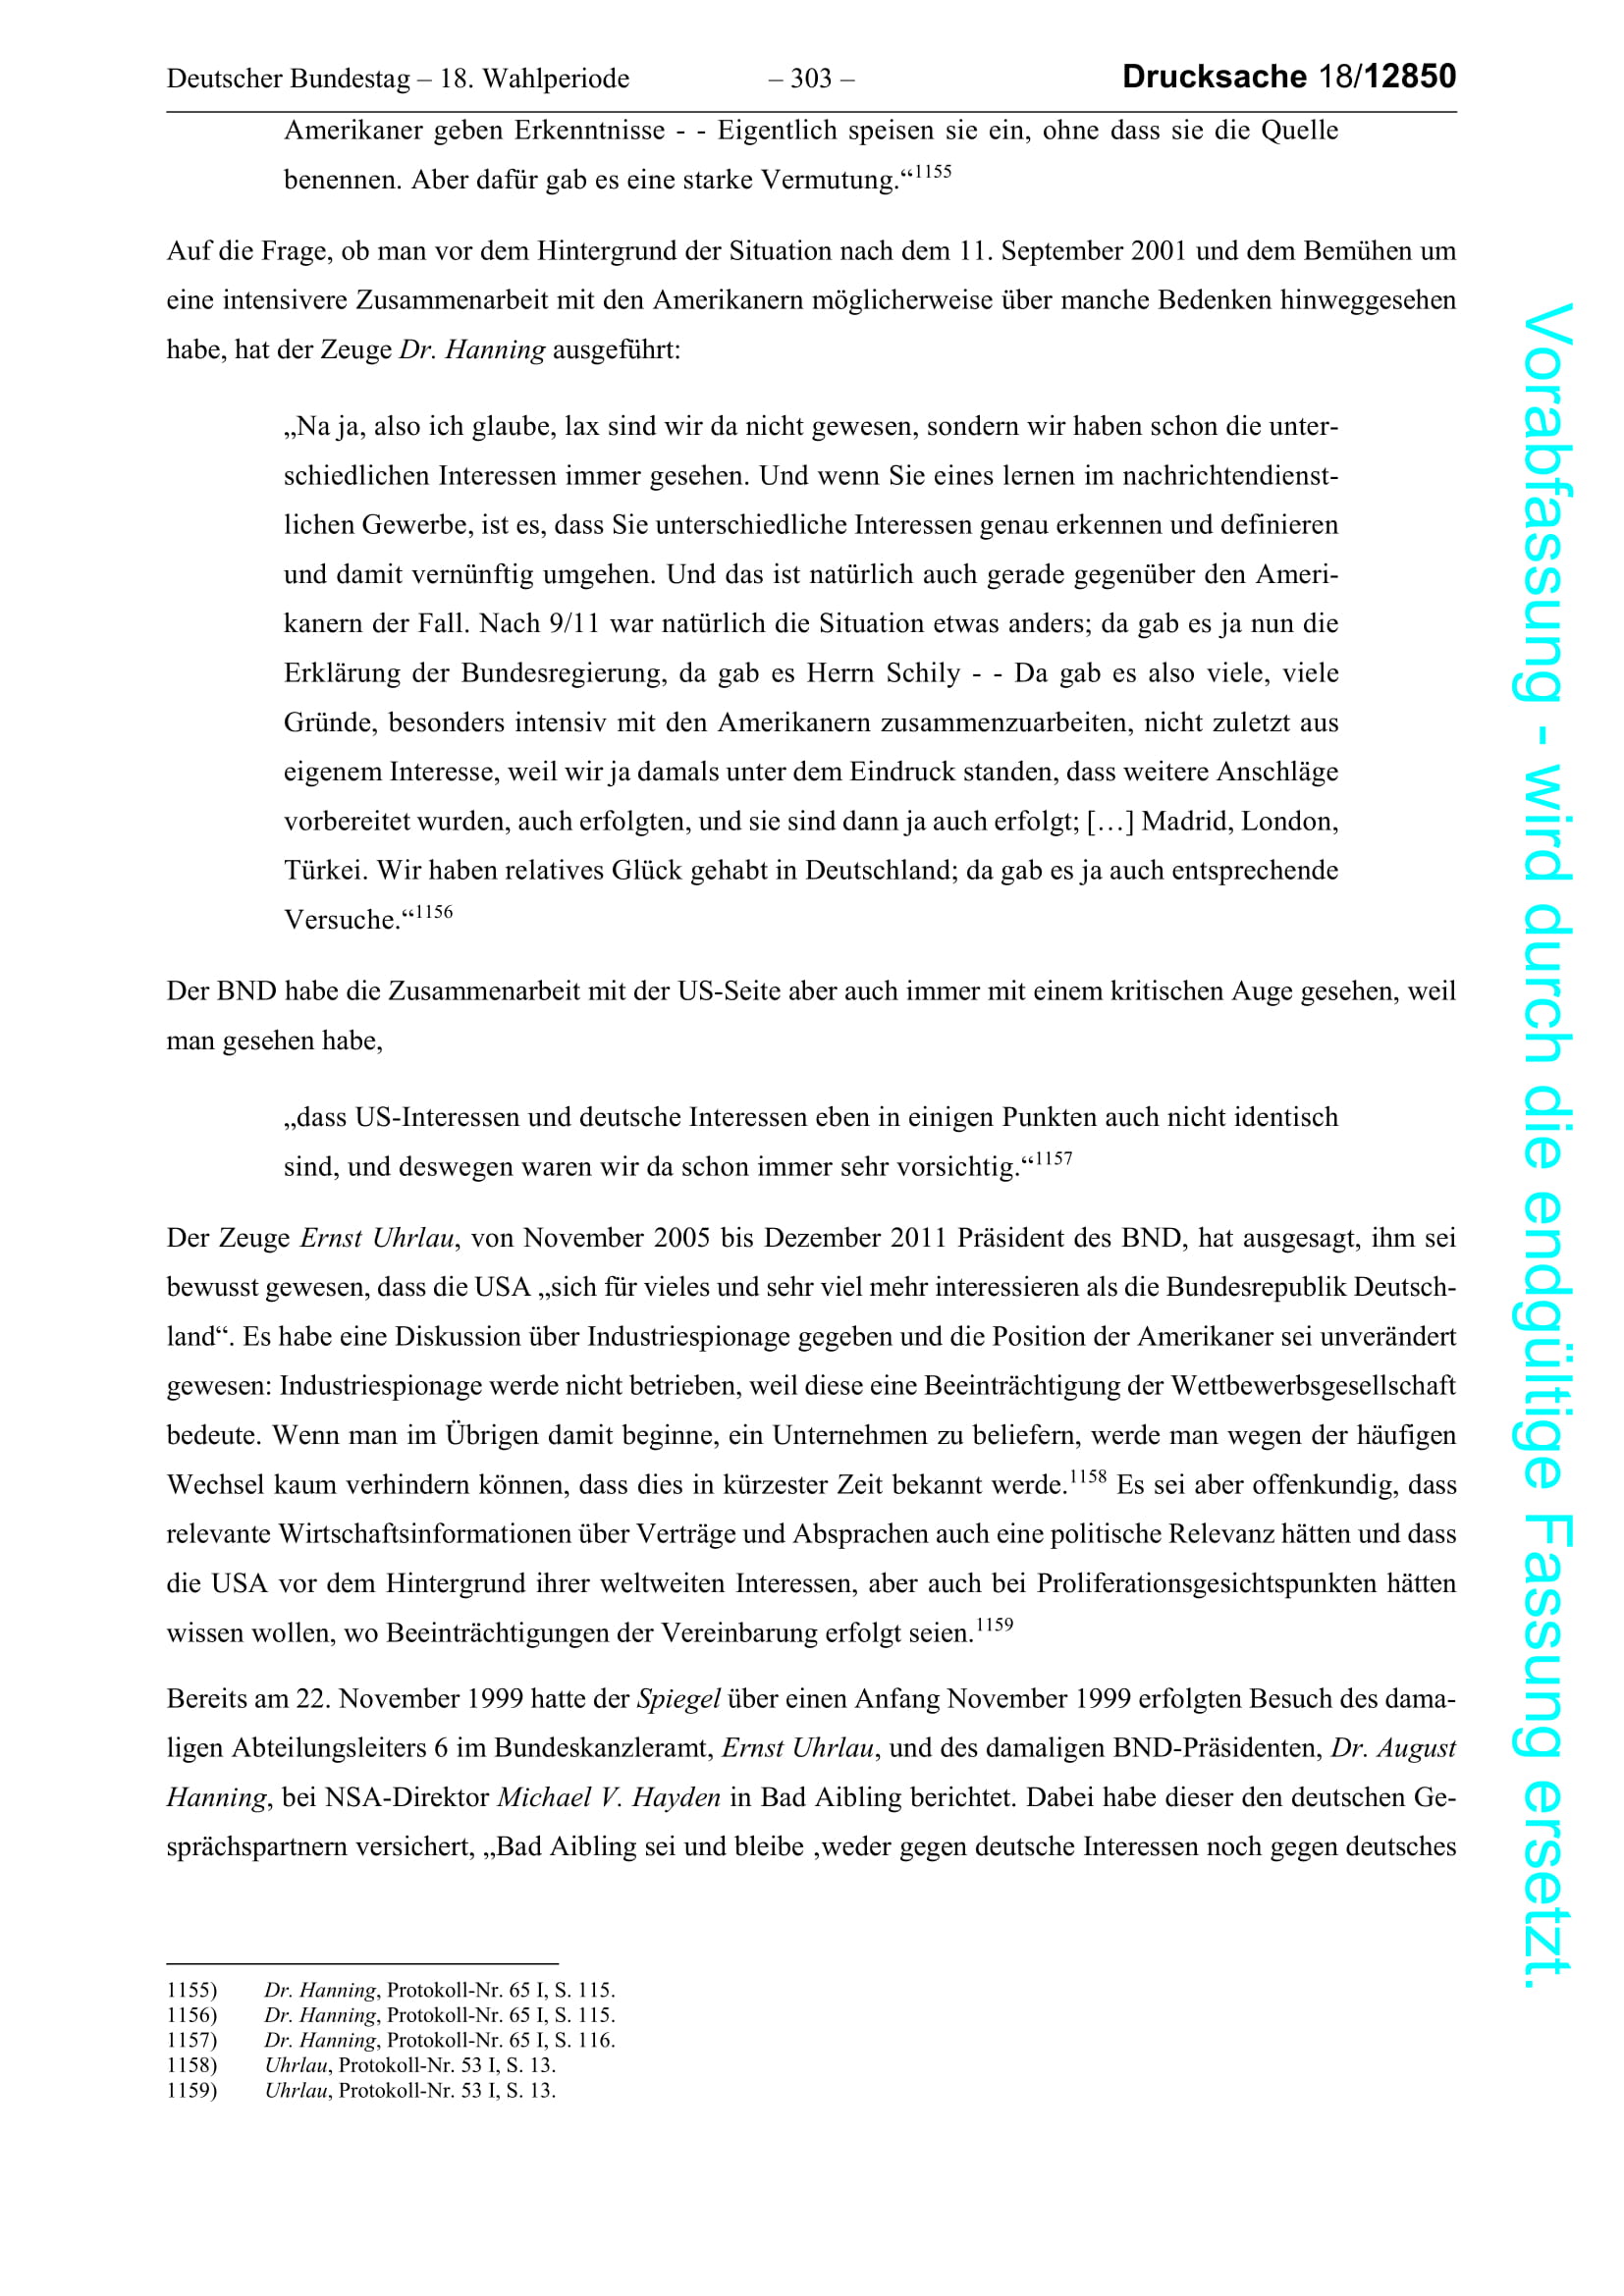 Deutscher Bundestag – 18. Wahlperiode – 303 – Drucksache 18/12850
Amerikaner geben Erkenntnisse - - Eigentlich speisen sie ein, ohne dass sie die Quelle
benennen. Aber dafür gab es eine starke Vermutung.“1155
Auf die Frage, ob man vor dem Hintergrund der Situation nach dem 11. September 2001 und dem Bemühen um
eine intensivere Zusammenarbeit mit den Amerikanern möglicherweise über manche Bedenken hinweggesehen
habe, hat der Zeuge Dr. Hanning ausgeführt:
„Na ja, also ich glaube, lax sind wir da nicht gewesen, sondern wir haben schon die unter-
schiedlichen Interessen immer gesehen. Und wenn Sie eines lernen im nachrichtendienst-
lichen Gewerbe, ist es, dass Sie unterschiedliche Interessen genau erkennen und definieren
und damit vernünftig umgehen. Und das ist natürlich auch gerade gegenüber den Ameri-
kanern der Fall. Nach 9/11 war natürlich die Situation etwas anders; da gab es ja nun die
Erklärung der Bundesregierung, da gab es Herrn Schily - - Da gab es also viele, viele
Gründe, besonders intensiv mit den Amerikanern zusammenzuarbeiten, nicht zuletzt aus
eigenem Interesse, weil wir ja damals unter dem Eindruck standen, dass weitere Anschläge
vorbereitet wurden, auch erfolgten, und sie sind dann ja auch erfolgt; […] Madrid, London,
Türkei. Wir haben relatives Glück gehabt in Deutschland; da gab es ja auch entsprechende
Versuche.“1156
Der BND habe die Zusammenarbeit mit der US-Seite aber auch immer mit einem kritischen Auge gesehen, weil
man gesehen habe,
„dass US-Interessen und deutsche Interessen eben in einigen Punkten auch nicht identisch
sind, und deswegen waren wir da schon immer sehr vorsichtig.“1157
Der Zeuge Ernst Uhrlau, von November 2005 bis Dezember 2011 Präsident des BND, hat ausgesagt, ihm sei
bewusst gewesen, dass die USA „sich für vieles und sehr viel mehr interessieren als die Bundesrepublik Deutsch-
land“. Es habe eine Diskussion über Industriespionage gegeben und die Position der Amerikaner sei unverändert
gewesen: Industriespionage werde nicht betrieben, weil diese eine Beeinträchtigung der Wettbewerbsgesellschaft
bedeute. Wenn man im Übrigen damit beginne, ein Unternehmen zu beliefern, werde man wegen der häufigen
Wechsel kaum verhindern können, dass dies in kürzester Zeit bekannt werde.1158 Es sei aber offenkundig, dass
relevante Wirtschaftsinformationen über Verträge und Absprachen auch eine politische Relevanz hätten und dass
die USA vor dem Hintergrund ihrer weltweiten Interessen, aber auch bei Proliferationsgesichtspunkten hätten
wissen wollen, wo Beeinträchtigungen der Vereinbarung erfolgt seien.1159
Bereits am 22. November 1999 hatte der Spiegel über einen Anfang November 1999 erfolgten Besuch des dama-
ligen Abteilungsleiters 6 im Bundeskanzleramt, Ernst Uhrlau, und des damaligen BND-Präsidenten, Dr. August
Hanning, bei NSA-Direktor Michael V. Hayden in Bad Aibling berichtet. Dabei habe dieser den deutschen Ge-
sprächspartnern versichert, „Bad Aibling sei und bleibe ‚weder gegen deutsche Interessen noch gegen deutsches
1155) Dr. Hanning, Protokoll-Nr. 65 I, S. 115.
1156) Dr. Hanning, Protokoll-Nr. 65 I, S. 115.
1157) Dr. Hanning, Protokoll-Nr. 65 I, S. 116.
1158) Uhrlau, Protokoll-Nr. 53 I, S. 13.
1159) Uhrlau, Protokoll-Nr. 53 I, S. 13.
Vorabfassung - wird durch die endgültige Fassung ersetzt.